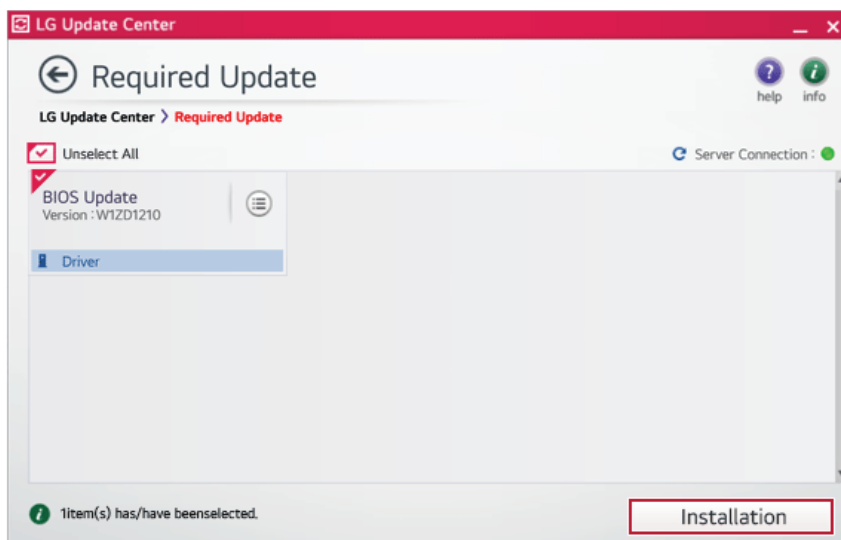 LG Update Center
Required Update
help info
LG Update Center > Required Update
Unselect All
Server Connection :
BIOS Update
Version : W1ZD1210
Driver
1item(s) has/have beenselected.
Installation